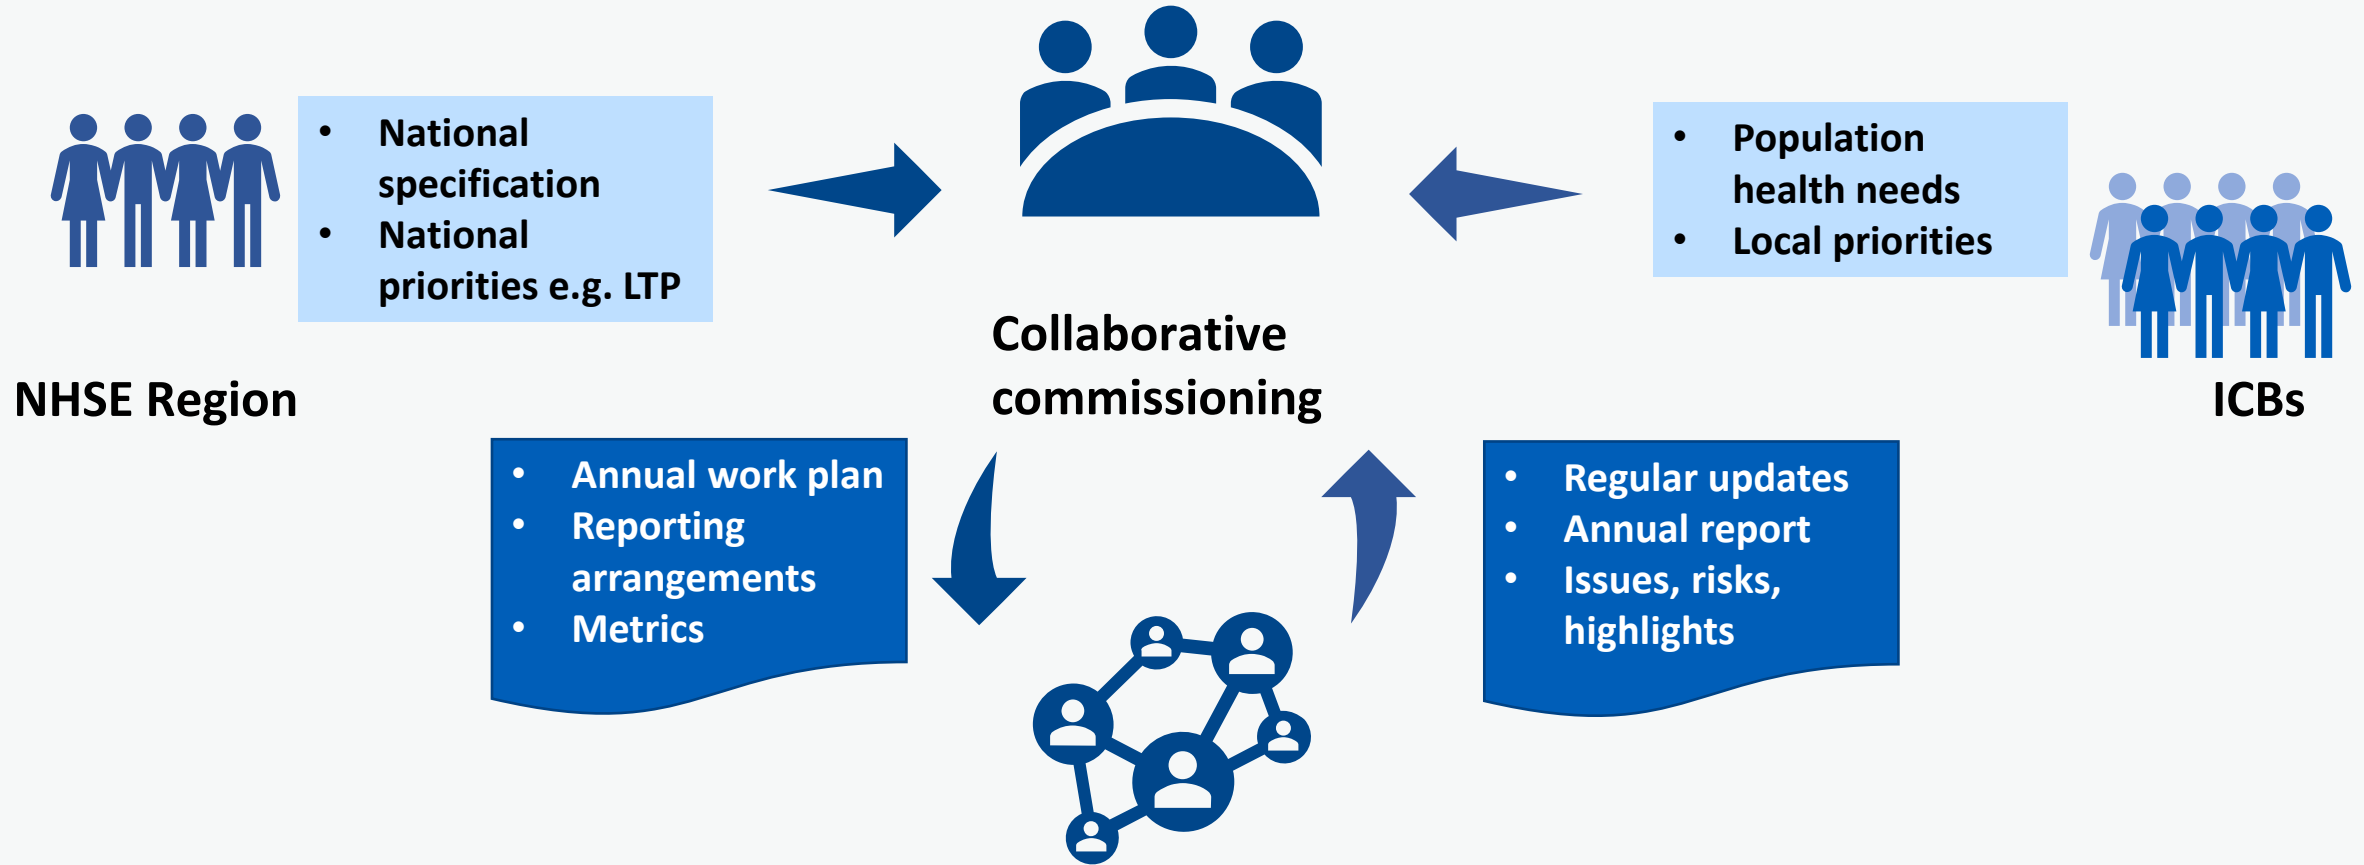 • National
specification
• National
priorities e.g. LTP
NHSE Region
Collaborative
commissioning
• Population
health needs
• Local priorities
ICBs
• Annual work plan
• Reporting
arrangements
• Metrics
• Regular updates
• Annual report
• Issues, risks,
highlights